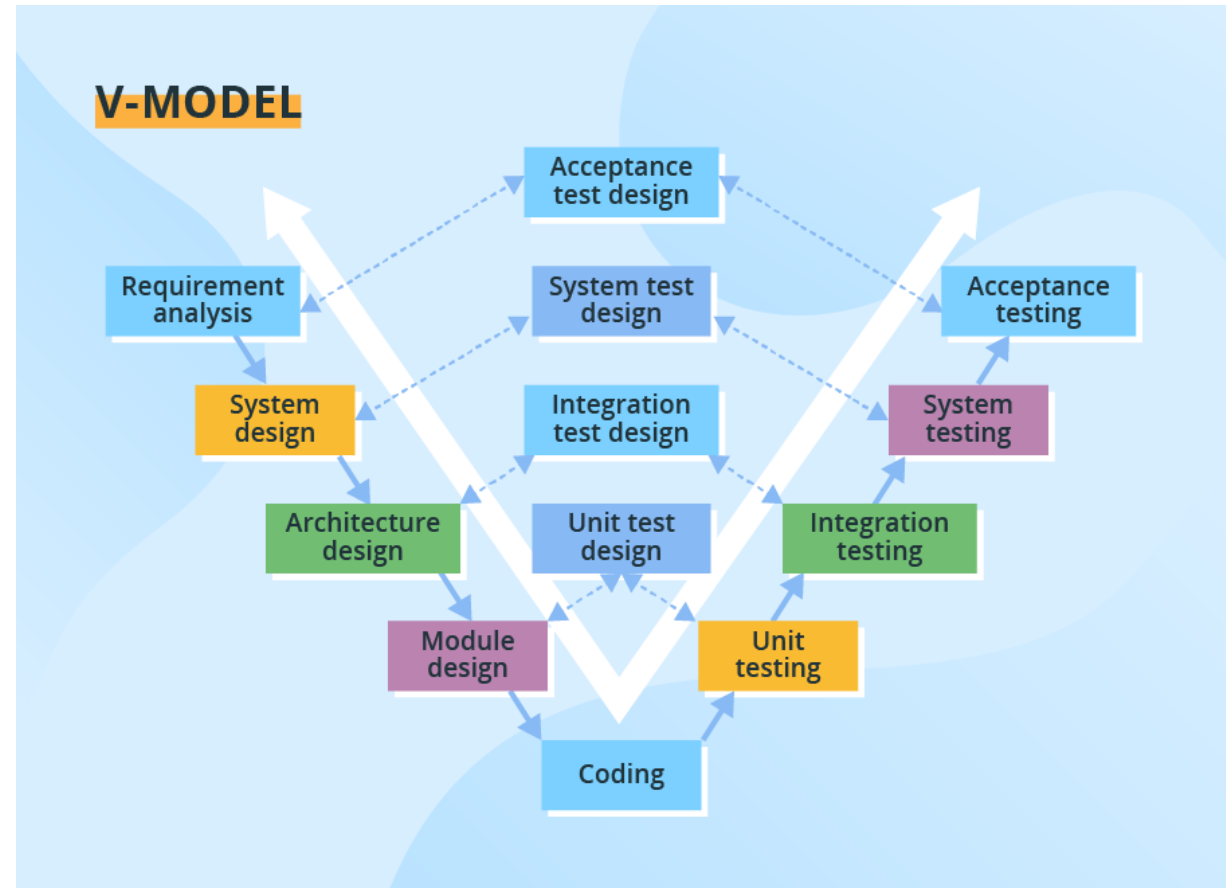 V-MODEL
Acceptance
test design
Requirement
analysis
System test
design
Acceptance
testing
System
design
Integration
test design
System
testing
Architecture
design
Unit test
design
Integration
testing
Module
design
Unit
testing
Coding